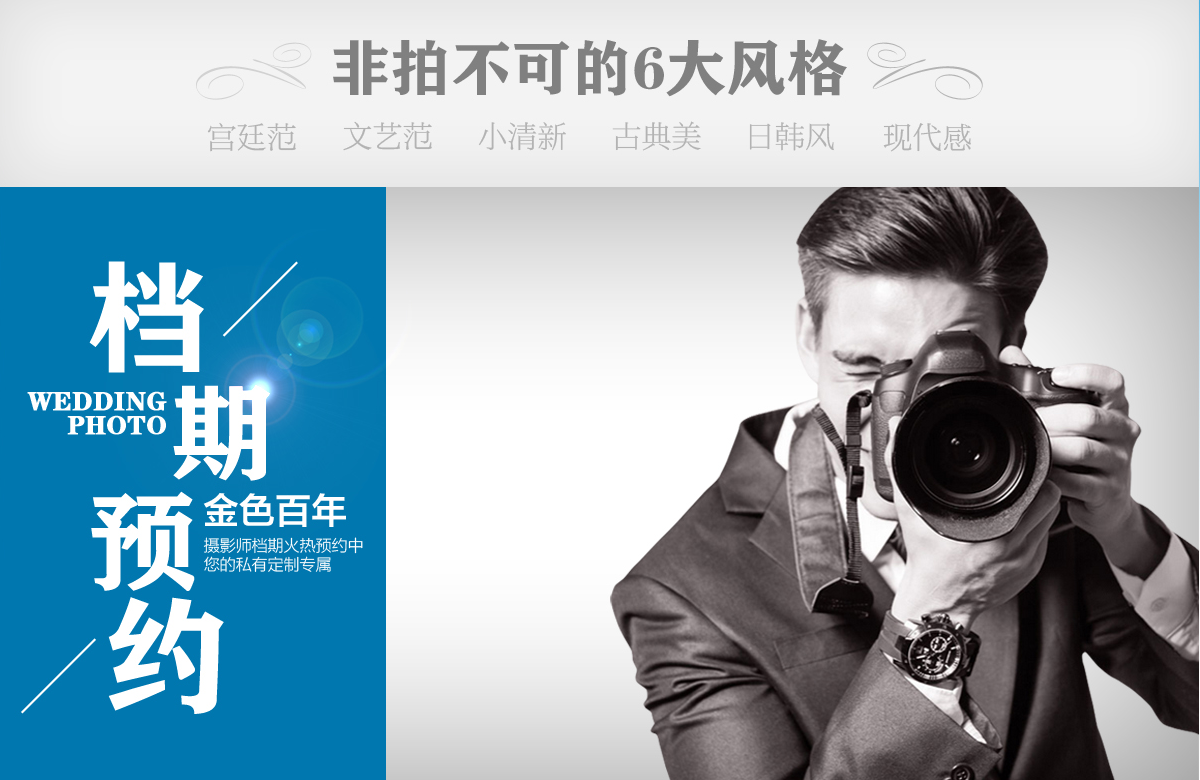 非拍不可的6大风格
宫廷范 文艺范 小清新 古典美 日韩风 现代感
档
期
WEDDING
PHOTO
预
约
金色百年
摄影师档期火热预约中
您的私有定制专属